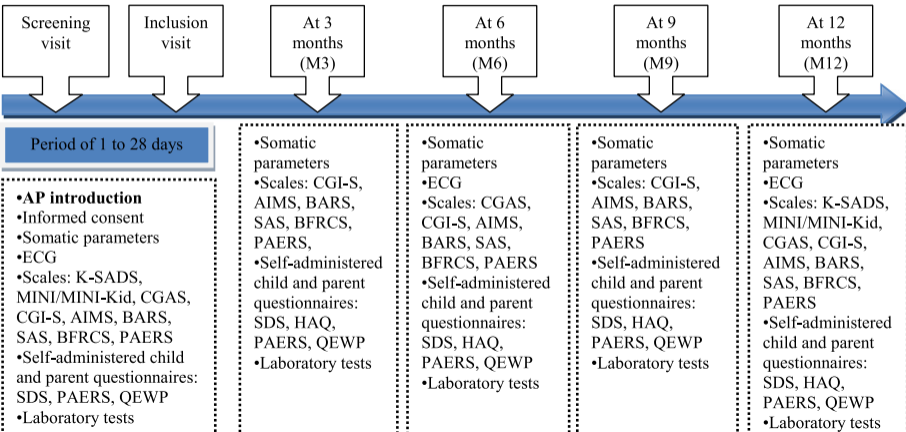 Screening
visit
Inclusion
visit
At 3
months
(M3)
At 6
months
(M6)
At 9
months
(M9)
At 12
months
(M12)
Period of 1 to 28 days
•AP introduction
•Informed consent
•Somatic parameters
•ECG
•Scales: K-SADS,
MINI/MINI-Kid, CGAS,
CGI-S, AIMS, BARS,
SAS, BFRCS, PAERS
•Self-administered child
and parent questionnaires:
SDS, PAERS, QEWP
•Laboratory tests
•Somatic
parameters
•Scales: CGI-S,
AIMS, BARS,
SAS, BFRCS,
PAERS,
•Self-administered
child and parent
questionnaires:
SDS, HAQ,
PAERS, QEWP
•Laboratory tests
•Somatic
parameters
•ECG
•Scales: CGAS,
CGI-S, AIMS,
BARS, SAS,
BFRCS, PAERS
•Self-administered
child and parent
questionnaires:
SDS, HAQ,
PAERS, QEWP
•Laboratory tests
•Somatic
parameters
•Scales: CGI-S,
AIMS, BARS,
SAS, BFRCS,
PAERS
•Self-administered
child and parent
questionnaires:
SDS, HAQ,
PAERS, QEWP
•Laboratory tests
•Somatic
parameters
•ECG
•Scales: K-SADS,
MINI/MINI-Kid,
CGAS, CGI-S,
AIMS, BARS,
SAS, BFRCS,
PAERS
•Self-administered
child and parent
questionnaires:
SDS, HAQ,
PAERS, QEWP
•Laboratory tests